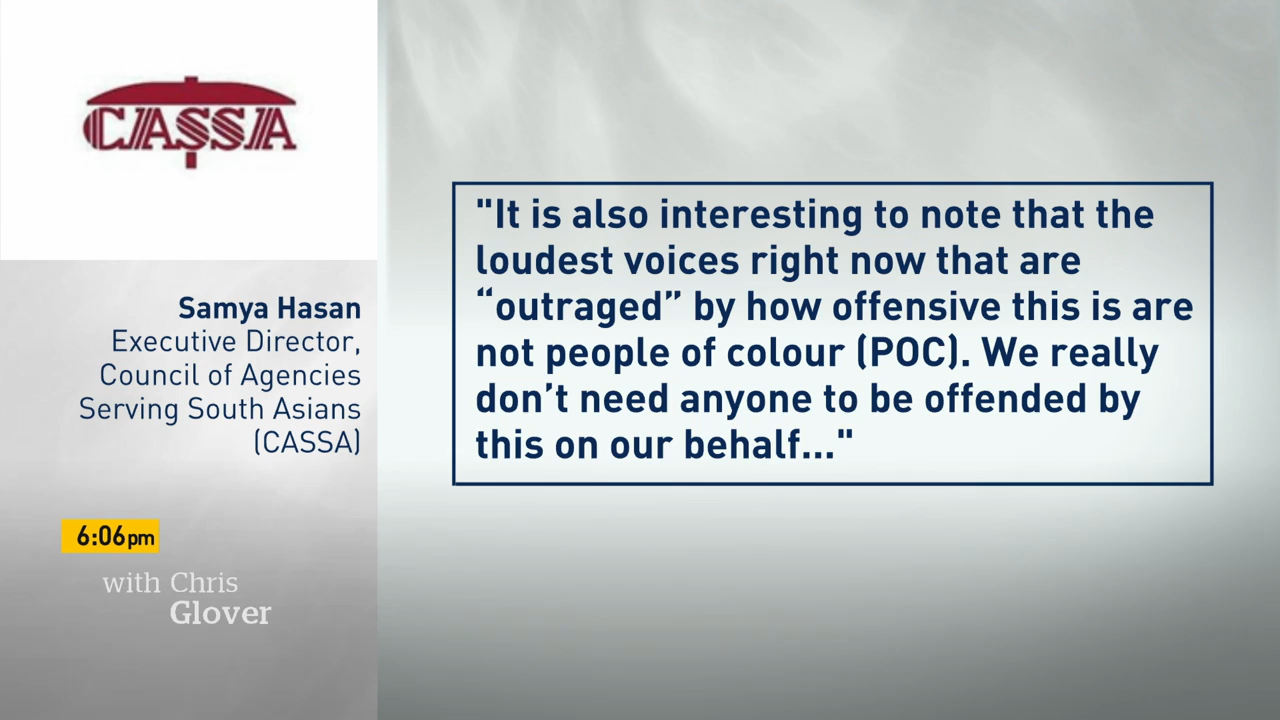 CASSA
Samya Hasan
Executive Director,
Council of Agencies
Serving South Asians
(CASSA)
6:06pm
with Chris
Glover
"It is also interesting to note that the
loudest voices right now that are
“outraged” by how offensive this is are
not people of colour (POC). We really
don’t need anyone to be offended by
this on our behalf..."